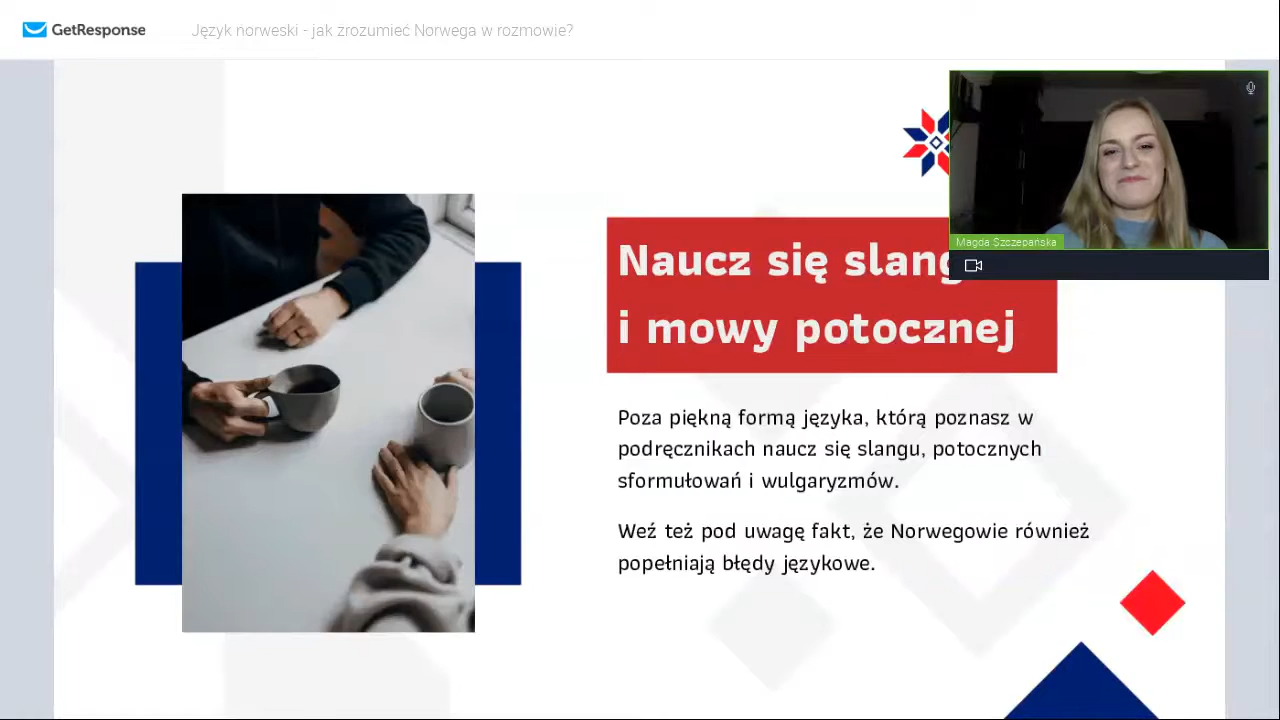 GetResponse
Język norweski - jak zrozumieć Norwega w rozmowie?
Magda Szczepańska
Naucz się slang
i mowy potocznej
Poza piękną formą języka, którą poznasz w
podręcznikach naucz się slangu, potocznych
sformułowań i wulgaryzmów.
Weź też pod uwagę fakt, że Norwegowie również
popełniają błędy językowe.